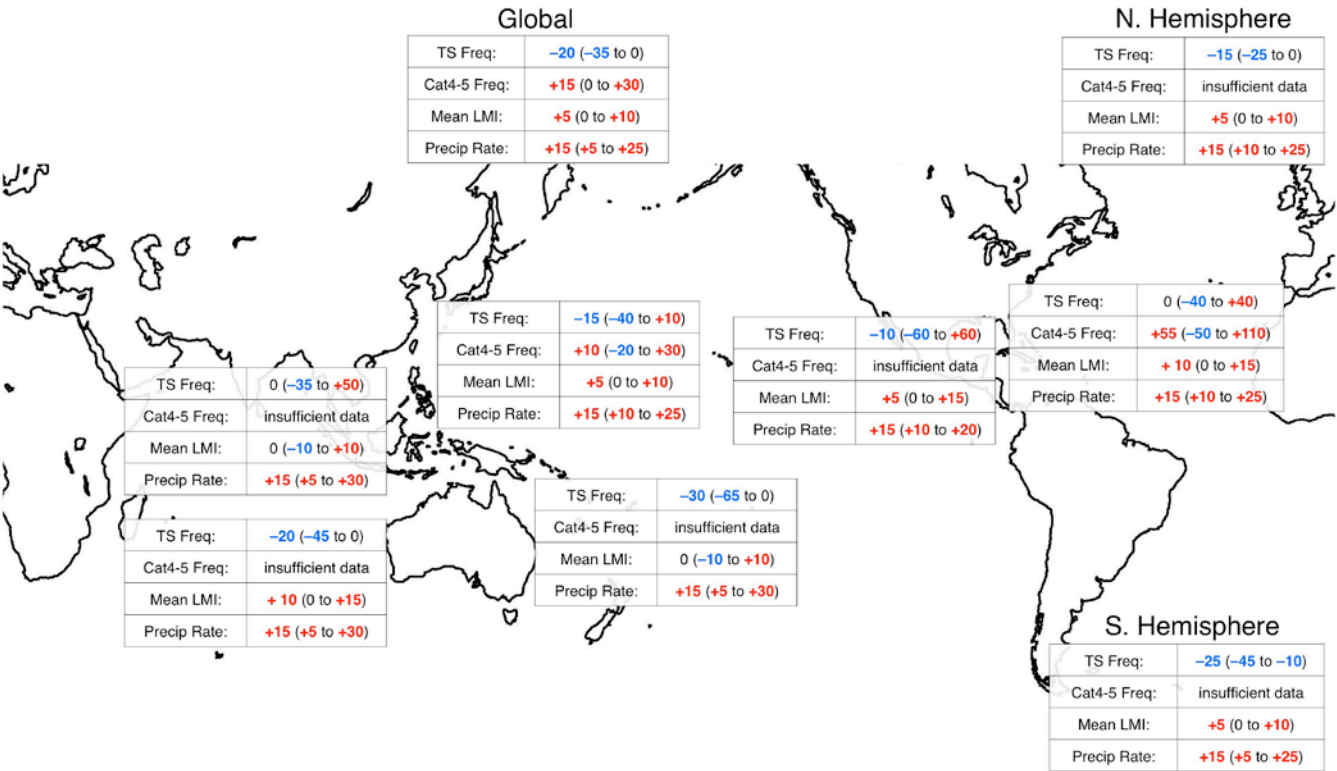 Global
TS Freq: –20 (–35 to 0)
Cat4-5 Freq: +15 (0 to +30)
Mean LMI: +5 (0 to +10)
Precip Rate: +15 (+5 to +25)
N. Hemisphere
TS Freq: –15 (–25 to 0)
Cat4-5 Freq: insufficient data
Mean LMI: +5 (0 to +10)
Precip Rate: +15 (+10 to +25)
TS Freq: 0 (–35 to +50)
Cat4-5 Freq: insufficient data
Mean LMI: 0 (–10 to +10)
Precip Rate: +15 (+5 to +30)
TS Freq: –15 (–40 to +10)
Cat4-5 Freq: +10 (–20 to +30)
Mean LMI: +5 (0 to +10)
Precip Rate: +15 (+10 to +25)
TS Freq: –10 (–60 to +60)
Cat4-5 Freq: insufficient data
Mean LMI: +5 (0 to +15)
Precip Rate: +15 (+10 to +20)
TS Freq: 0 (–40 to +40)
Cat4-5 Freq: +55 (–50 to +110)
Mean LMI: + 10 (0 to +15)
Precip Rate: +15 (+10 to +25)
TS Freq: –20 (–45 to 0)
Cat4-5 Freq: insufficient data
Mean LMI: + 10 (0 to +15)
Precip Rate: +15 (+5 to +30)
TS Freq: –30 (–65 to 0)
Cat4-5 Freq: insufficient data
Mean LMI: 0 (–10 to +10)
Precip Rate: +15 (+5 to +30)
S. Hemisphere
TS Freq: –25 (–45 to –10)
Cat4-5 Freq: insufficient data
Mean LMI: +5 (0 to +10)
Precip Rate: +15 (+5 to +25)